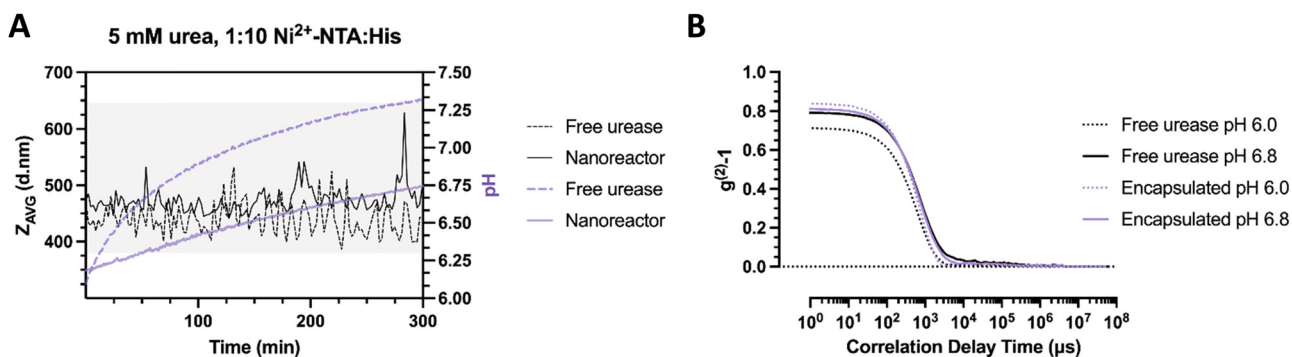 A
5 mM urea, 1:10 Ni²⁺-NTA:His
700
600
500
400
Z_AVG (d.nm)
7.50
7.25
7.00
6.75
6.50
6.25
6.00
pH
100
200
300
Time (min)
Free urease
Nanoreactor
Free urease
Nanoreactor
B
1.0
0.8
0.6
0.4
0.2
0.0
g⁽²⁾-1
10⁰ 10¹ 10² 10³ 10⁴ 10⁵ 10⁶ 10⁷ 10⁸
Correlation Delay Time (μs)
Free urease pH 6.0
Free urease pH 6.8
Encapsulated pH 6.0
Encapsulated pH 6.8